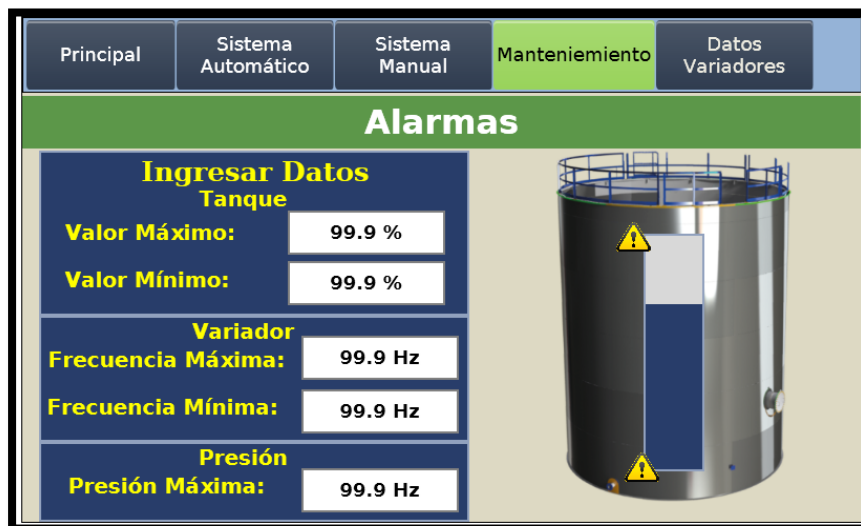 Principal
Sistema
Automático
Sistema
Manual
Manteniemiento
Datos
Variadores
Alarmas
Ingresar Datos
Tanque
Valor Máximo: 99.9 %
Valor Mínimo: 99.9 %
Variador
Frecuencia Máxima: 99.9 Hz
Frecuencia Mínima: 99.9 Hz
Presión
Presión Máxima: 99.9 Hz